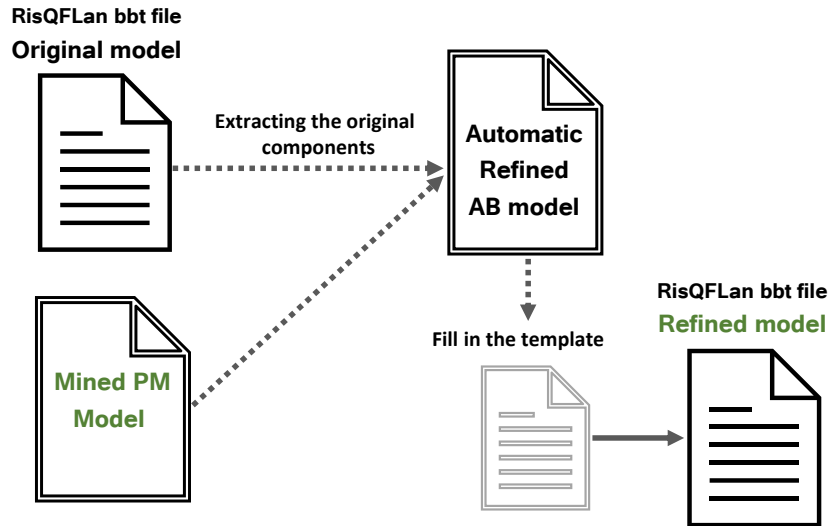 RisQFLan bbt file
Original model
Extracting the original
components
Automatic
Refined
AB model
Mined PM
Model
Fill in the template
RisQFLan bbt file
Refined model